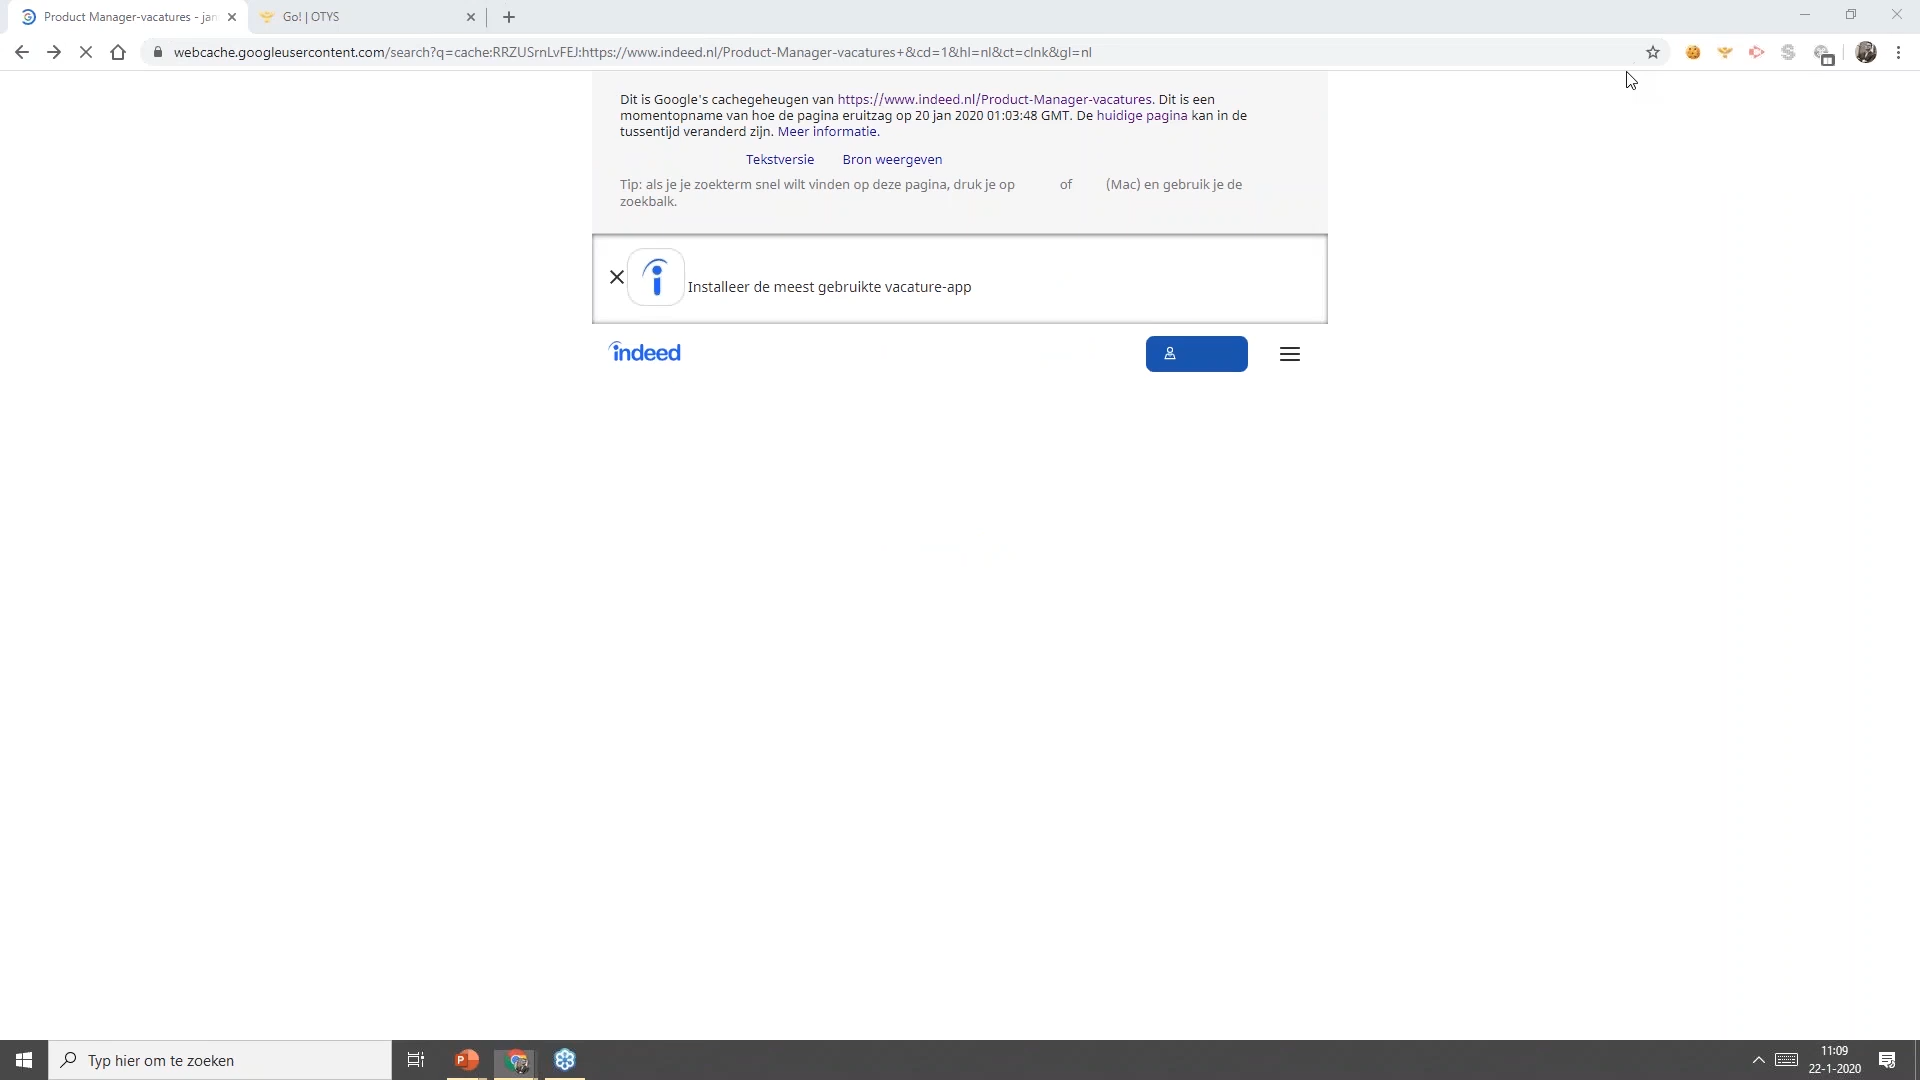 Product Manager-vacatures - jan
Go! | OTYS
webcache.googleusercontent.com/search?q=cache:RRZUSrnLvFEJ:https://www.indeed.nl/Product-Manager-vacatures+&cd=1&hl=nl&ct=clnk&gl=nl
Dit is Google's cachegeheugen van https://www.indeed.nl/Product-Manager-vacatures. Dit is een
momentopname van hoe de pagina eruitzag op 20 jan 2020 01:03:48 GMT. De huidige pagina kan in de
tussentijd veranderd zijn. Meer informatie.
Tekstversie Bron weergeven
Tip: als je je zoekterm snel wilt vinden op deze pagina, druk je op of (Mac) en gebruik je de
zoekbalk.
Installeer de meest gebruikte vacature-app
indeed
Typ hier om te zoeken
11:09
22-1-2020